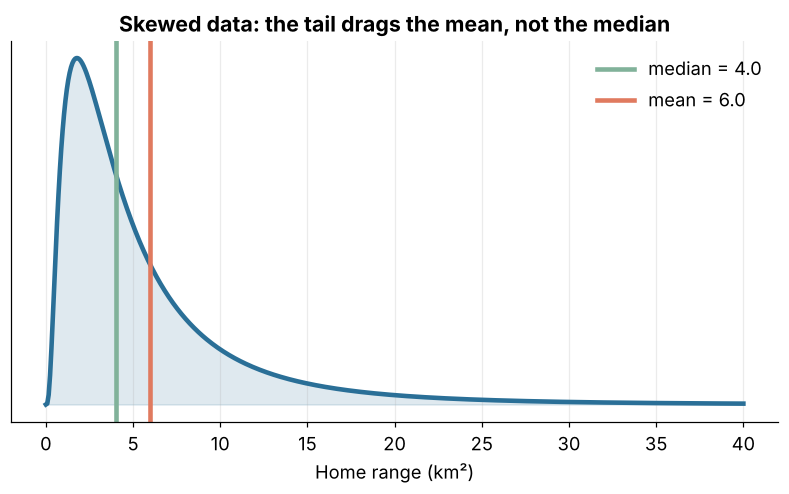 Skewed data: the tail drags the mean, not the median
median = 4.0
mean = 6.0
0 5 10 15 20 25 30 35 40
Home range (km²)